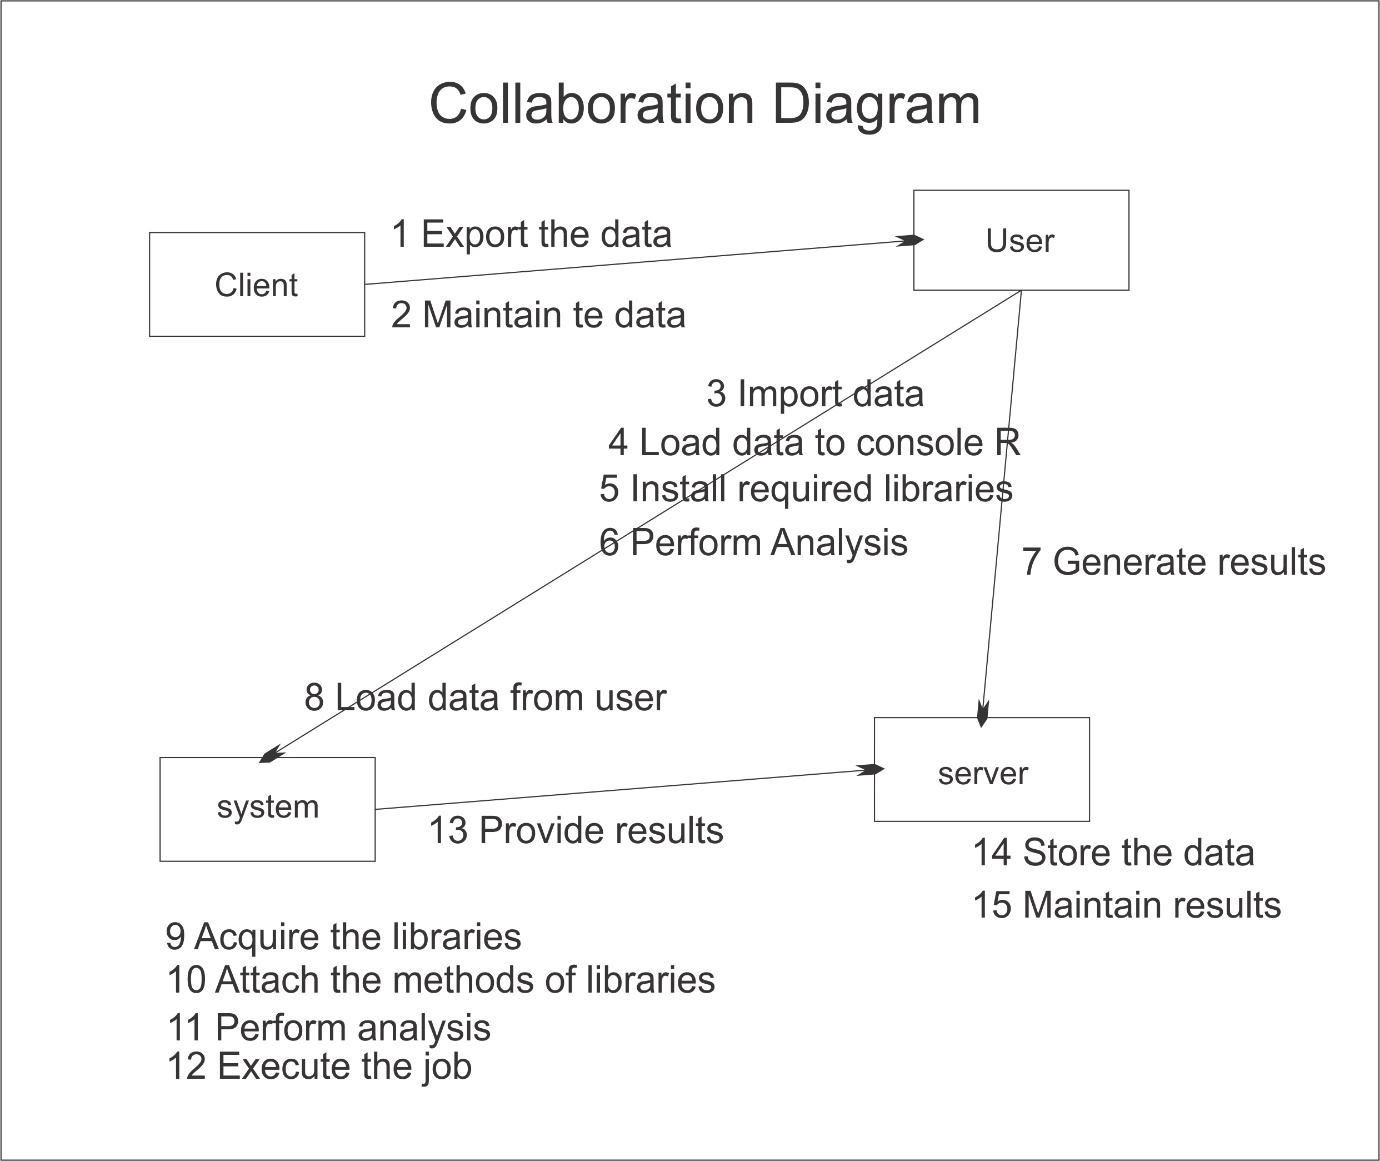 Collaboration Diagram
1 Export the data
User
Client
2 Maintain te data
3 Import data
4 Load data to console R
5 Install required libraries
6 Perform Analysis
7 Generate results
8 Load data from user
system
server
13 Provide results
14 Store the data
15 Maintain results
9 Acquire the libraries
10 Attach the methods of libraries
11 Perform analysis
12 Execute the job